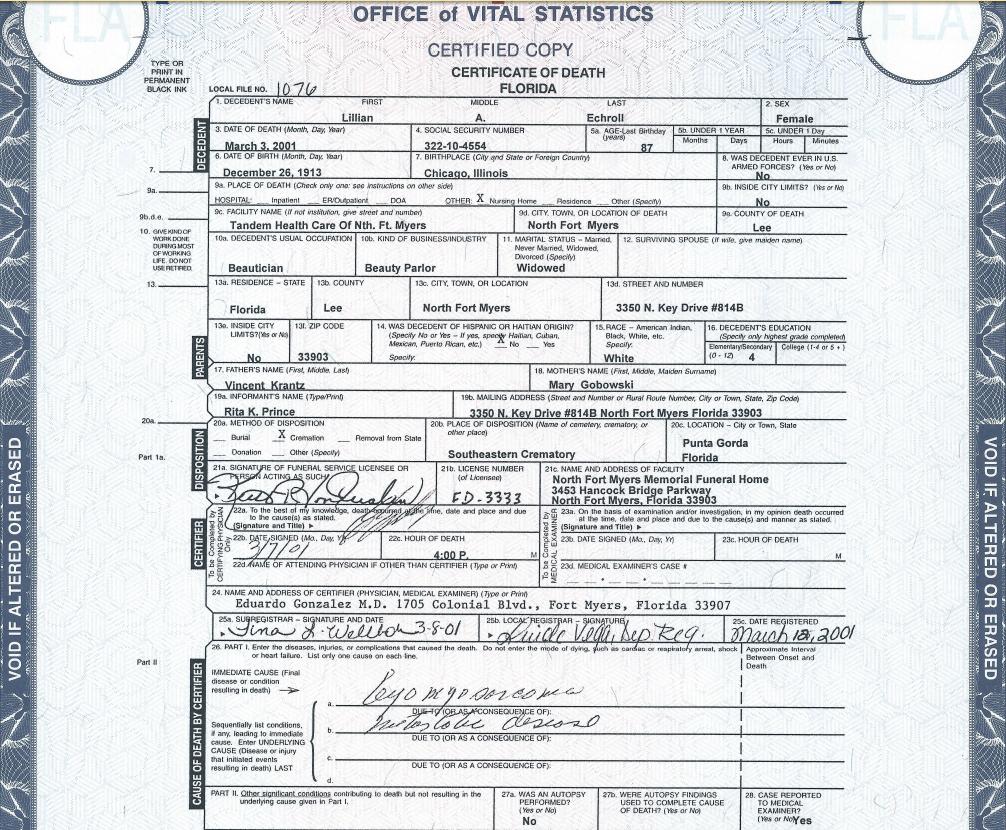 OFFICE of VITAL STATISTICS
CERTIFIED COPY
TYPE OR PRINT IN PERMANENT BLACK INK
CERTIFICATE OF DEATH
FLORIDA
LOCAL FILE NO. 1076
1. DECEDENT'S NAME FIRST MIDDLE LAST 2. SEX
Lillian A. Echroll Female
3. DATE OF DEATH (Month, Day, Year) 4. SOCIAL SECURITY NUMBER 5a. AGE-Last Birthday (years) 5b. UNDER 1 YEAR 5c. UNDER 1 Day
Months Days Hours Minutes
March 3, 2001 322-10-4554 87
6. DATE OF BIRTH (Month, Day, Year) 7. BIRTHPLACE (City and State or Foreign Country) 8. WAS DECEDENT EVER IN U.S. ARMED FORCES? (Yes or No)
December 26, 1913 Chicago, Illinois No
9a. PLACE OF DEATH (Check only one: see instructions on other side) 9b. INSIDE CITY LIMITS? (Yes or No)
HOSPITAL: __ Inpatient __ ER/Outpatient __ DOA OTHER: X Nursing Home __ Residence __ Other (Specify) No
9c. FACILITY NAME (If not institution, give street and number) 9d. CITY, TOWN, OR LOCATION OF DEATH 9e. COUNTY OF DEATH
Tandem Health Care Of Nth. Ft. Myers North Fort Myers Lee
10a. DECEDENT'S USUAL OCCUPATION 10b. KIND OF BUSINESS/INDUSTRY 11. MARITAL STATUS – Married, Never Married, Widowed, Divorced (Specify) 12. SURVIVING SPOUSE (If wife, give maiden name)
Beautician Beauty Parlor Widowed
13a. RESIDENCE – STATE 13b. COUNTY 13c. CITY, TOWN, OR LOCATION 13d. STREET AND NUMBER
Florida Lee North Fort Myers 3350 N. Key Drive #814B
13e. INSIDE CITY LIMITS? (Yes or No) 13f. ZIP CODE 14. WAS DECEDENT OF HISPANIC OR HAITIAN ORIGIN? (Specify No or Yes – If yes, specify Haitian, Cuban, Mexican, Puerto Rican, etc.) X No __ Yes Specify: 15. RACE – American Indian, Black, White, etc. Specify: 16. DECEDENT'S EDUCATION (Specify only highest grade completed)
Elementary/Secondary (0 - 12) College (1-4 or 5 + )
No 33903 White 4
17. FATHER'S NAME (First, Middle, Last) 18. MOTHER'S NAME (First, Middle, Maiden Surname)
Vincent Krantz Mary Gobowski
19a. INFORMANT'S NAME (Type/Print) 19b. MAILING ADDRESS (Street and Number or Rural Route Number, City or Town, State, Zip Code)
Rita K. Prince 3350 N. Key Drive #814B North Fort Myers Florida 33903
20a. METHOD OF DISPOSITION 20b. PLACE OF DISPOSITION (Name of cemetery, crematory, or other place) 20c. LOCATION – City or Town, State
__ Burial X Cremation __ Removal from State Punta Gorda
__ Donation __ Other (Specify) Southeastern Crematory Florida
21a. SIGNATURE OF FUNERAL SERVICE LICENSEE OR PERSON ACTING AS SUCH 21b. LICENSE NUMBER (of Licensee) 21c. NAME AND ADDRESS OF FACILITY
North Fort Myers Memorial Funeral Home
F.D.-3333 3453 Hancock Bridge Parkway
North Fort Myers, Florida 33903
22a. To the best of my knowledge, death occurred at the time, date and place and due to the cause(s) as stated. (Signature and Title) ▸
23a. On the basis of examination and/or investigation, in my opinion death occurred at the time, date and place and due to the cause(s) and manner as stated. (Signature and Title) ▸
22b. DATE SIGNED (Mo., Day, Yr) 22c. HOUR OF DEATH 23b. DATE SIGNED (Mo, Day, Yr) 23c. HOUR OF DEATH
3/7/01 4:00 P. M M
22d. NAME OF ATTENDING PHYSICIAN IF OTHER THAN CERTIFIER (Type or Print) 23d. MEDICAL EXAMINER'S CASE #
24. NAME AND ADDRESS OF CERTIFIER (PHYSICIAN, MEDICAL EXAMINER) (Type or Print)
Eduardo Gonzalez M.D. 1705 Colonial Blvd., Fort Myers, Florida 33907
25a. SUBREGISTRAR – SIGNATURE AND DATE 25b. LOCAL REGISTRAR – SIGNATURE 25c. DATE REGISTERED
3-8-01 Vega, Dep. Reg. March 2001
26. PART I. Enter the diseases, injuries, or complications that caused the death. Do not enter the mode of dying, such as cardiac or respiratory arrest, shock or heart failure. List only one cause on each line.
Approximate Interval Between Onset and Death
IMMEDIATE CAUSE (Final disease or condition resulting in death)
a. Leyomyosarcoma
DUE TO (OR AS A CONSEQUENCE OF):
b. Metastatic disease
DUE TO (OR AS A CONSEQUENCE OF):
c.
DUE TO (OR AS A CONSEQUENCE OF):
d.
Sequentially list conditions, if any, leading to immediate cause. Enter UNDERLYING CAUSE (Disease or injury that initiated events resulting in death) LAST
PART II. Other significant conditions contributing to death but not resulting in the underlying cause given in Part I.
27a. WAS AN AUTOPSY PERFORMED? (Yes or No) No
27b. WERE AUTOPSY FINDINGS USED TO COMPLETE CAUSE OF DEATH? (Yes or No)
28. CASE REPORTED TO MEDICAL EXAMINER? (Yes or No) Yes
DECEDENT
PARENTS
DISPOSITION
CERTIFIER
To be Completed by CERTIFYING PHYSICIAN Only
To be Completed by MEDICAL EXAMINER
CAUSE OF DEATH BY CERTIFIER
7.
9a.
9b.d.e.
10. GIVE KIND OF WORK DONE DURING MOST OF WORKING LIFE. DO NOT USE RETIRED.
13.
20a.
Part 1a.
Part II
VOID IF ALTERED OR ERASED
VOID IF ALTERED OR ERASED